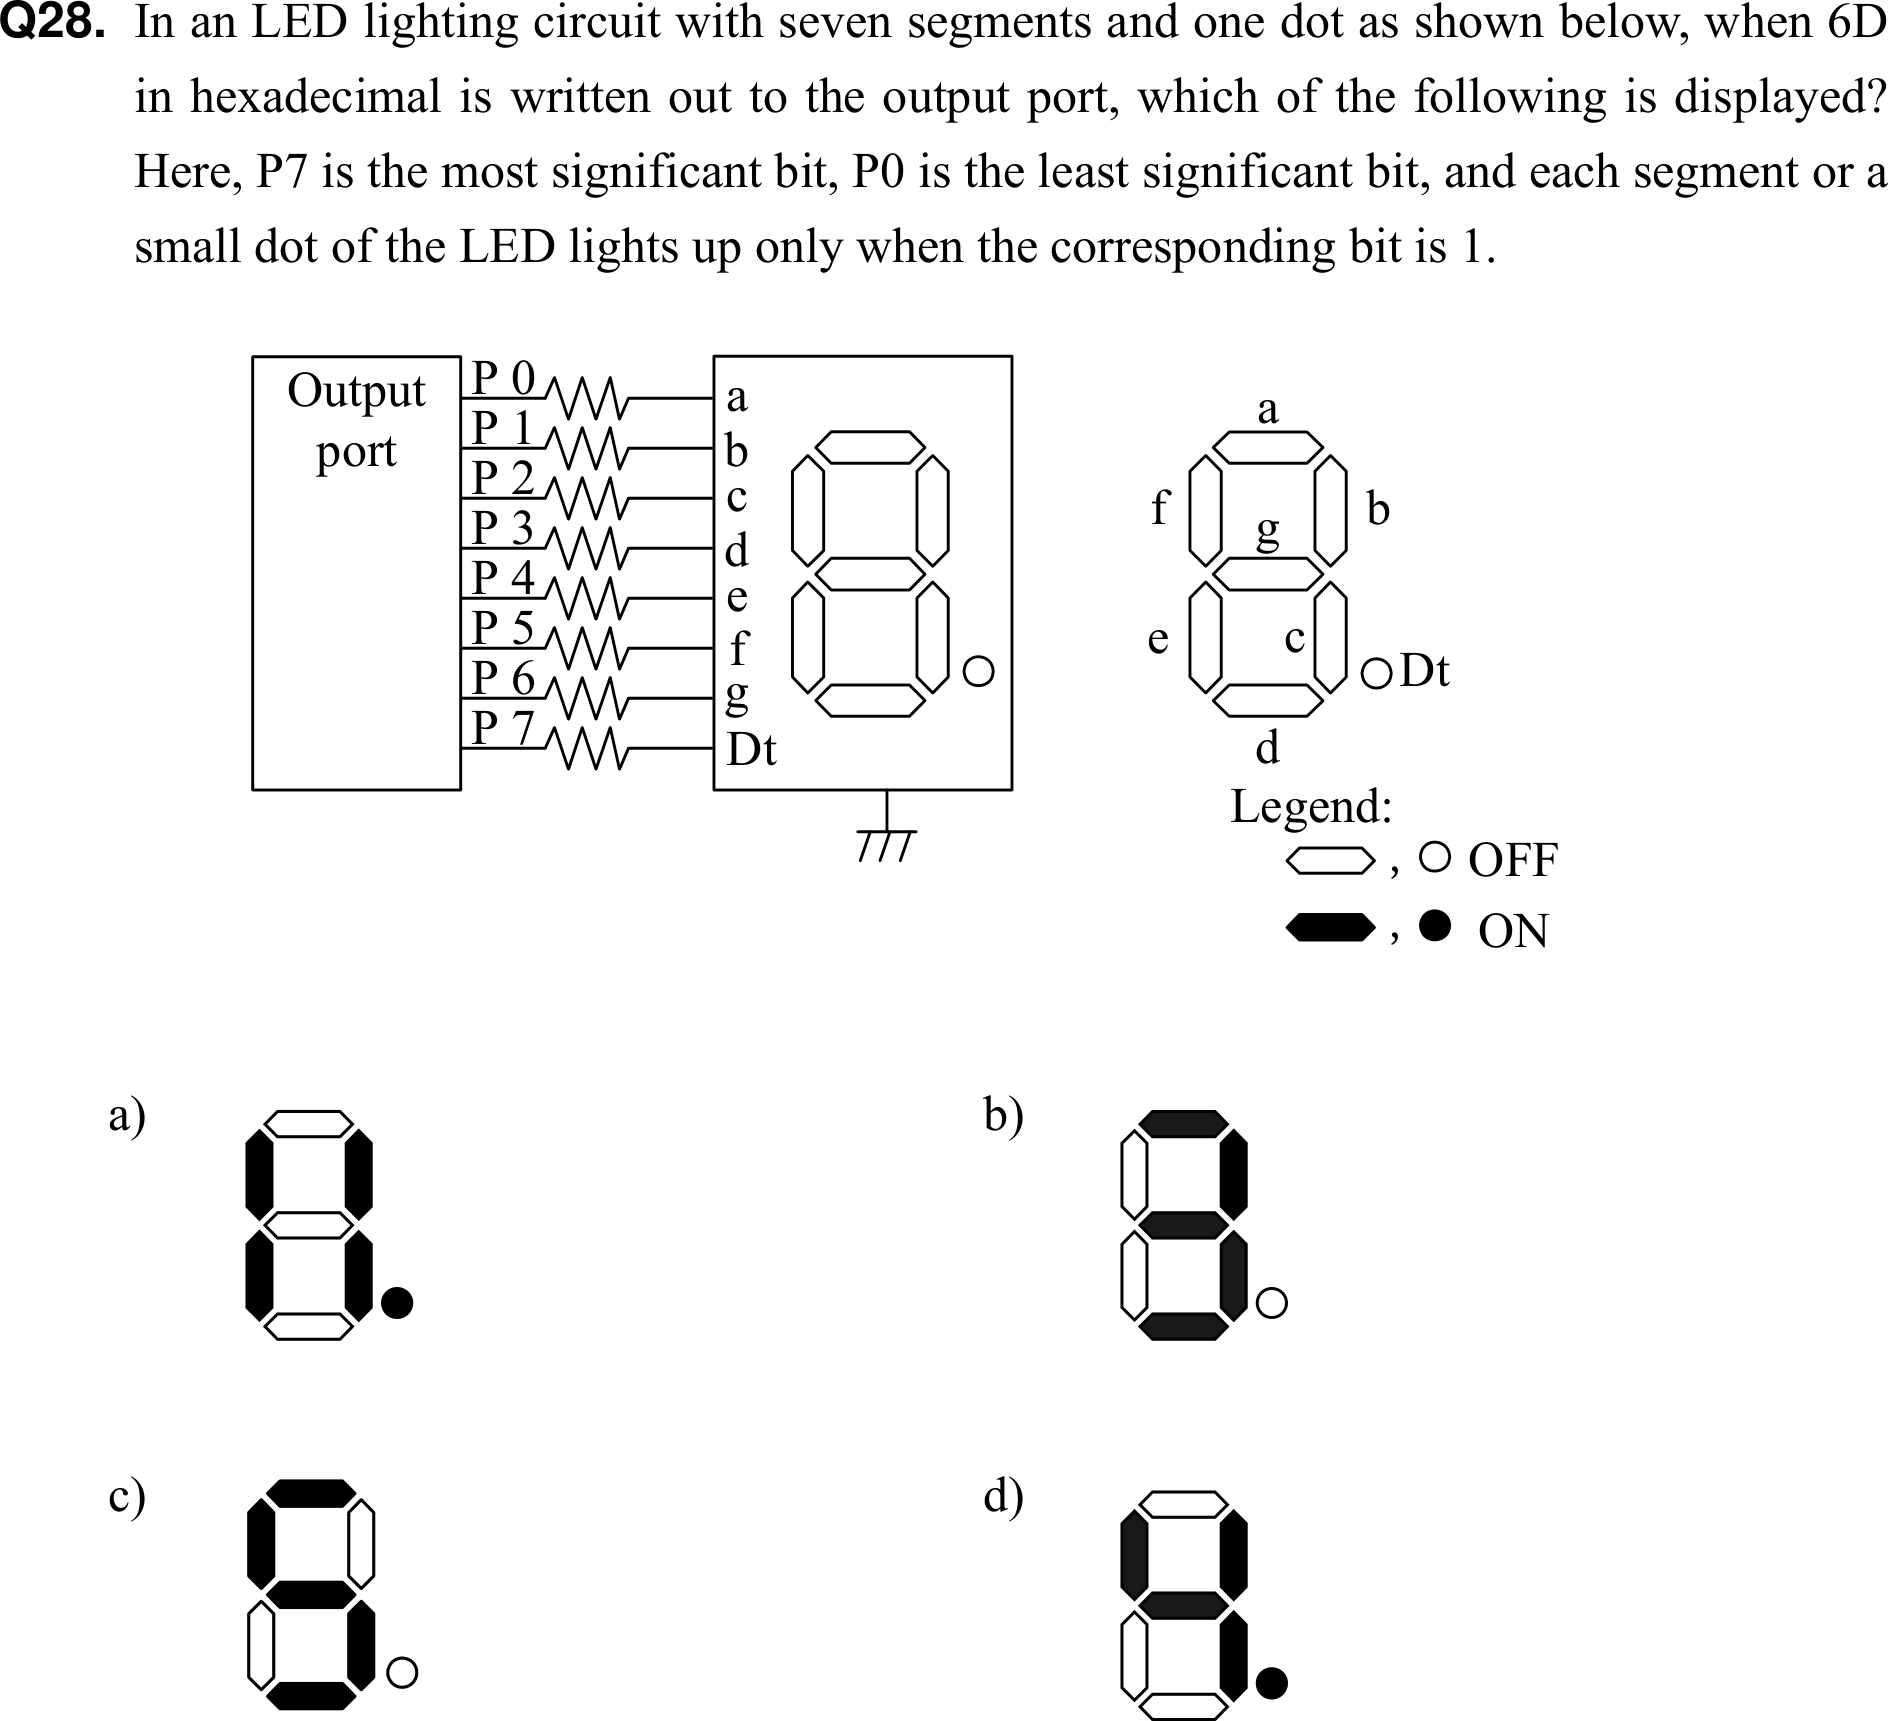 Q28. In an LED lighting circuit with seven segments and one dot as shown below, when 6D
in hexadecimal is written out to the output port, which of the following is displayed?
Here, P7 is the most significant bit, P0 is the least significant bit, and each segment or a
small dot of the LED lights up only when the corresponding bit is 1.
Output
port
P 0
P 1
P 2
P 3
P 4
P 5
P 6
P 7
a
b
c
d
e
f
g
Dt
a
f
b
g
e
c
Dt
d
Legend:
, OFF
, ON
a)
b)
c)
d)